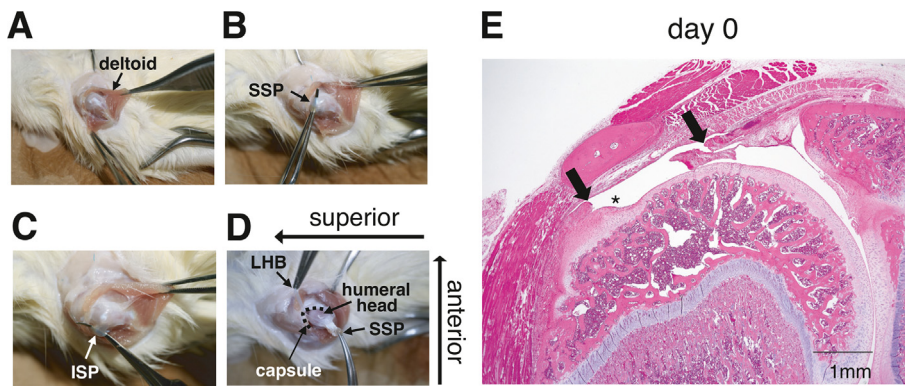 A
deltoid
B
SSP
C
ISP
D
superior
LHB
humeral
head
SSP
capsule
anterior
E
day 0
*
1mm